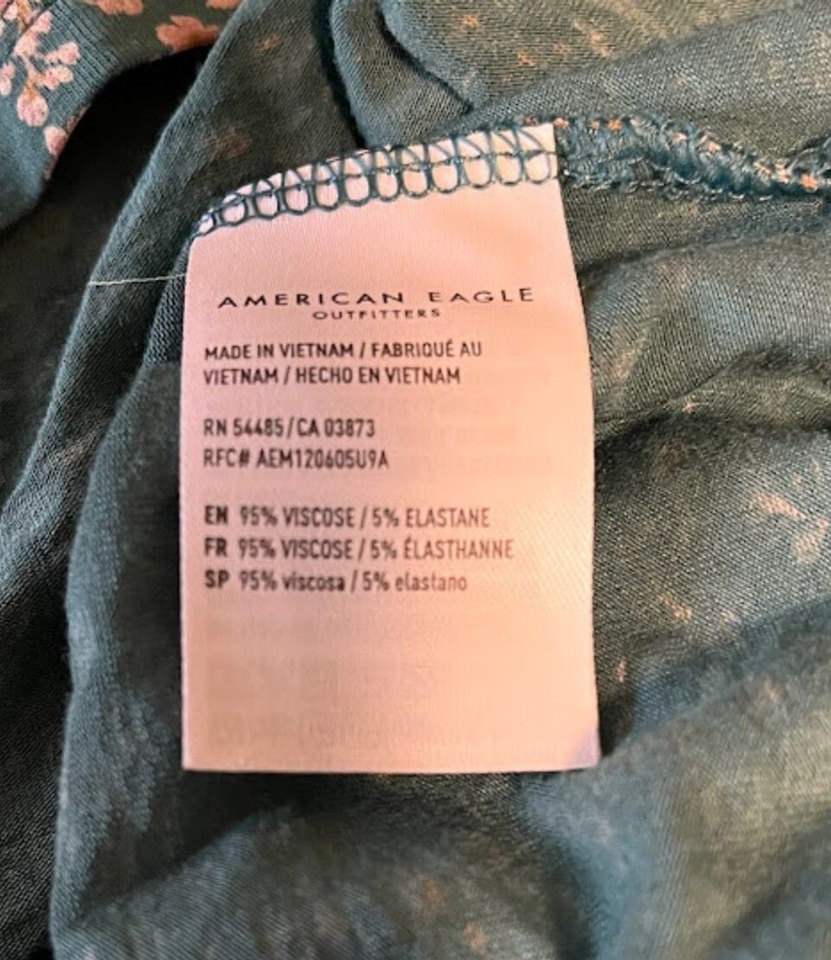 AMERICAN EAGLE
OUTFITTERS
MADE IN VIETNAM / FABRIQUÉ AU
VIETNAM / HECHO EN VIETNAM
RN 54485/CA 03873
RFC# AEM120605U9A
EN 95% VISCOSE / 5% ELASTANE
FR 95% VISCOSE / 5% ÉLASTHANNE
SP 95% viscosa / 5% elastano